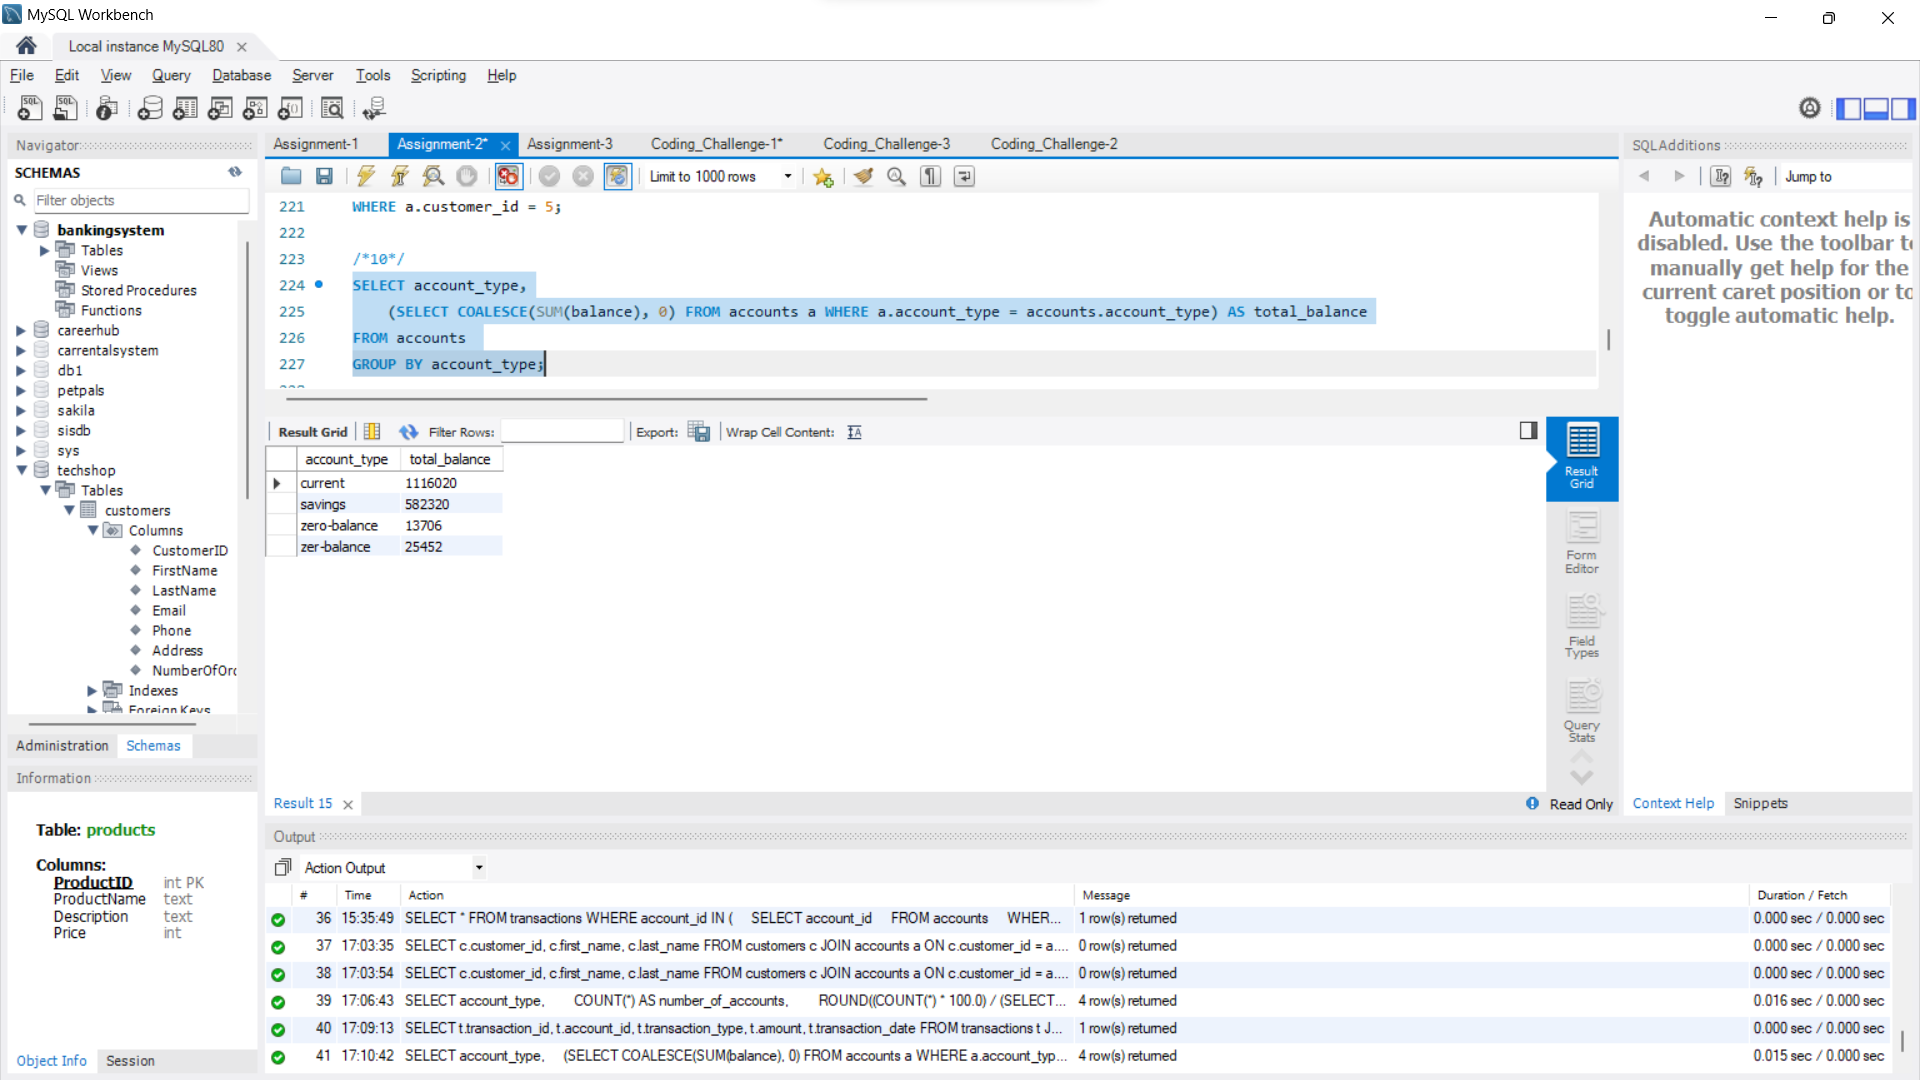 MySQL Workbench
Local instance MySQL80
File Edit View Query Database Server Tools Scripting Help
Navigator
SCHEMAS
Filter objects
bankingsystem
Tables
Views
Stored Procedures
Functions
careerhub
carrentalsystem
db1
petpals
sakila
sisdb
sys
techshop
Tables
customers
Columns
CustomerID
FirstName
LastName
Email
Phone
Address
NumberOfOr
Indexes
Foreign Keys
Administration Schemas
Information
Table: products
Columns:
ProductID int PK
ProductName text
Description text
Price int
Object Info Session
Assignment-1 Assignment-2* Assignment-3 Coding_Challenge-1* Coding_Challenge-3 Coding_Challenge-2
Limit to 1000 rows
221 WHERE a.customer_id = 5;
222
223 /*10*/
224 SELECT account_type,
225 (SELECT COALESCE(SUM(balance), 0) FROM accounts a WHERE a.account_type = accounts.account_type) AS total_balance
226 FROM accounts
227 GROUP BY account_type;
Result Grid Filter Rows: Export: Wrap Cell Content:
account_type total_balance
current 1116020
savings 582320
zero-balance 13706
zer-balance 25452
Result
Grid
Form
Editor
Field
Types
Query
Stats
Result 15
Read Only
SQLAdditions
Jump to
Automatic context help is
disabled. Use the toolbar t
manually get help for the
current caret position or to
toggle automatic help.
Context Help Snippets
Output
Action Output
# Time Action Message Duration / Fetch
36 15:35:49 SELECT * FROM transactions WHERE account_id IN ( SELECT account_id FROM accounts WHER... 1 row(s) returned 0.000 sec / 0.000 sec
37 17:03:35 SELECT c.customer_id, c.first_name, c.last_name FROM customers c JOIN accounts a ON c.customer_id = a.... 0 row(s) returned 0.000 sec / 0.000 sec
38 17:03:54 SELECT c.customer_id, c.first_name, c.last_name FROM customers c JOIN accounts a ON c.customer_id = a.... 0 row(s) returned 0.000 sec / 0.000 sec
39 17:06:43 SELECT account_type, COUNT(*) AS number_of_accounts, ROUND((COUNT(*) * 100.0) / (SELECT... 4 row(s) returned 0.016 sec / 0.000 sec
40 17:09:13 SELECT t.transaction_id, t.account_id, t.transaction_type, t.amount, t.transaction_date FROM transactions t J... 1 row(s) returned 0.000 sec / 0.000 sec
41 17:10:42 SELECT account_type, (SELECT COALESCE(SUM(balance), 0) FROM accounts a WHERE a.account_typ... 4 row(s) returned 0.015 sec / 0.000 sec